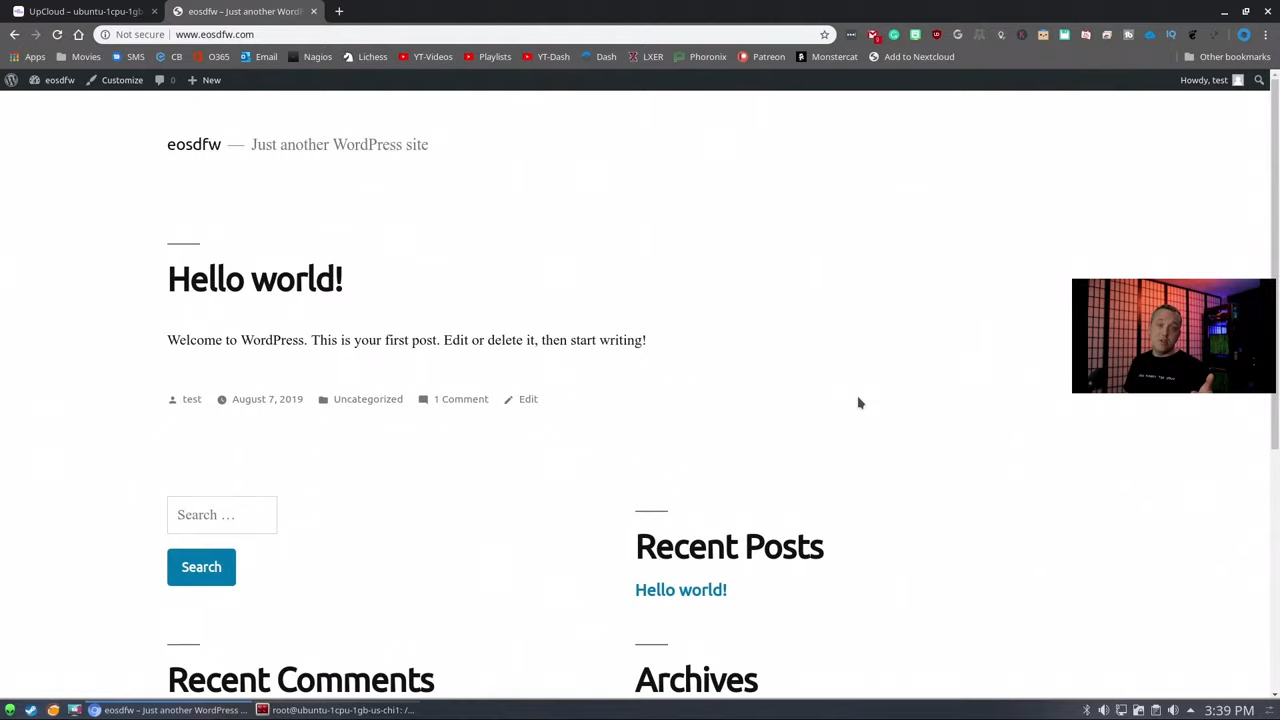 UpCloud – ubuntu-1cpu-1gb
eosdfw – Just another WordP
Not secure | www.eosdfw.com
Apps Movies SMS CB O365 Email Nagios Lichess YT-Videos Playlists YT-Dash Dash LXER Phoronix Patreon Monstercat Add to Nextcloud Other bookmarks
eosdfw Customize 0 New Howdy, test
eosdfw — Just another WordPress site
Hello world!
Welcome to WordPress. This is your first post. Edit or delete it, then start writing!
test August 7, 2019 Uncategorized 1 Comment Edit
Search …
Search
Recent Posts
Hello world!
Recent Comments
Archives
eosdfw – Just another WordPress ...
root@ubuntu-1cpu-1gb-us-chi1: /...
3:39 PM